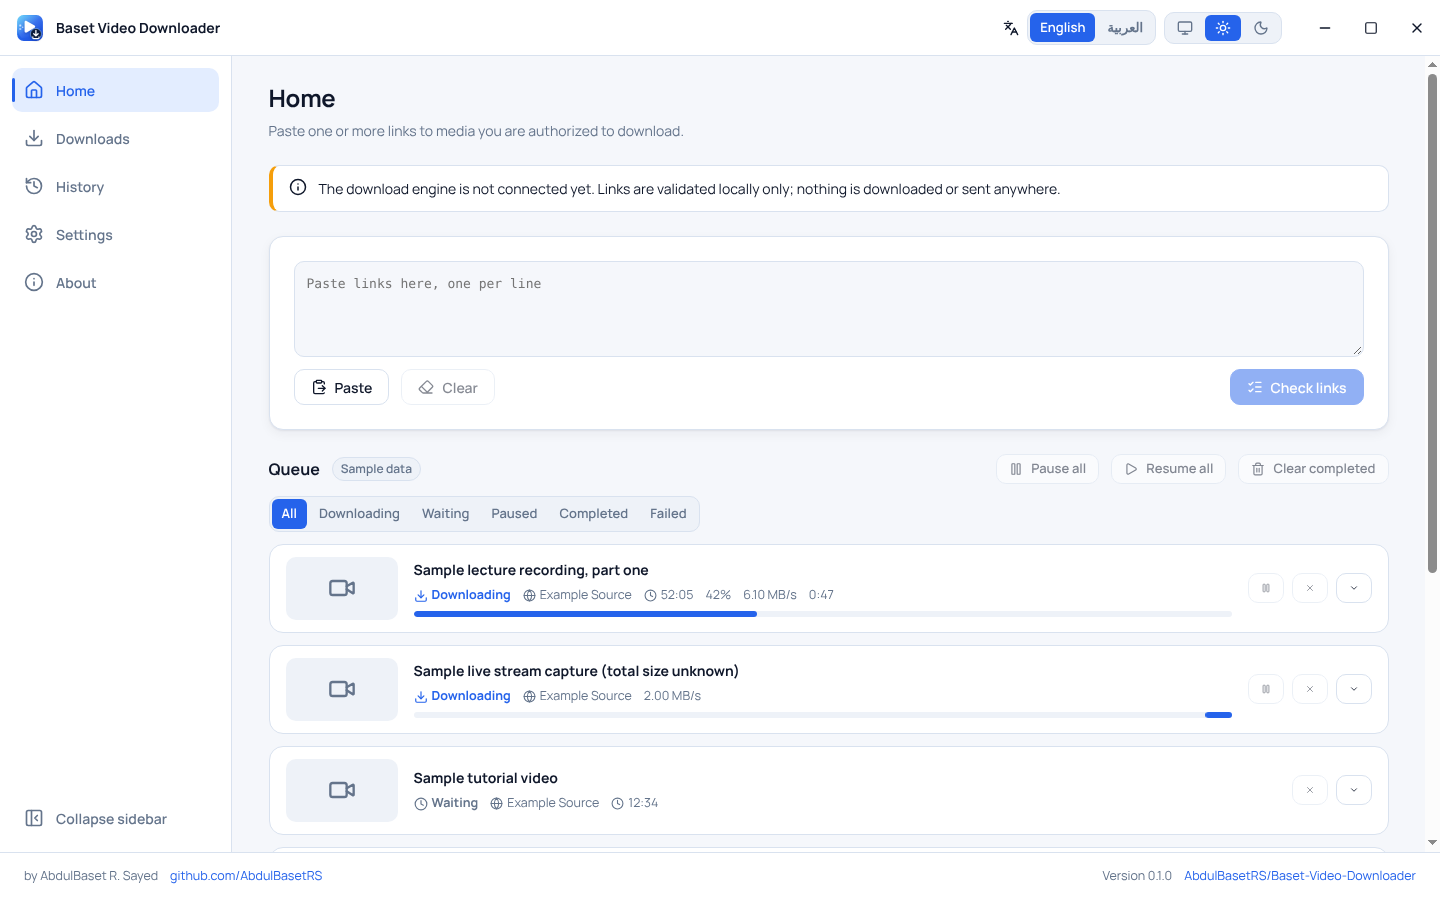 Baset Video Downloader
English
العربية
Home
Downloads
History
Settings
About
Collapse sidebar
Home
Paste one or more links to media you are authorized to download.
The download engine is not connected yet. Links are validated locally only; nothing is downloaded or sent anywhere.
Paste links here, one per line
Paste
Clear
Check links
Queue
Sample data
Pause all
Resume all
Clear completed
All
Downloading
Waiting
Paused
Completed
Failed
Sample lecture recording, part one
Downloading Example Source 52:05 42% 6.10 MB/s 0:47
Sample live stream capture (total size unknown)
Downloading Example Source 2.00 MB/s
Sample tutorial video
Waiting Example Source 12:34
by AbdulBaset R. Sayed github.com/AbdulBasetRS
Version 0.1.0 AbdulBasetRS/Baset-Video-Downloader